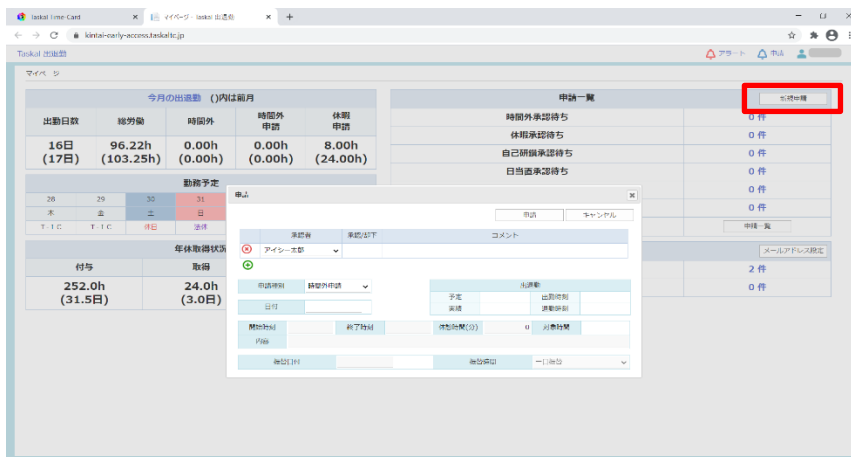 Taskal Time-Card
マイページ - Taskal 出退勤
kintai-early-access.taskaltc.jp
Taskal 出退勤
アラート 申請
マイページ
今月の出退勤 ()内は前月
出勤日数 総労働 時間外 時間外申請 休暇申請
16日 96.22h 0.00h 0.00h 8.00h
(17日) (103.25h) (0.00h) (0.00h) (24.00h)
勤務予定
28 29 30 31
木 金 土 日
T-1C T-1C 休日 法休
年休取得状況
付与 取得
252.0h 24.0h
(31.5日) (3.0日)
申請一覧 新規申請
時間外承認待ち 0 件
休暇承認待ち 0 件
自己研鑽承認待ち 0 件
日当直承認待ち 0 件
0 件
0 件
申請一覧
メールアドレス設定
2 件
0 件
申請
申請 キャンセル
承認者 承認/却下 コメント
アイシー太郎
申請種別 時間外申請
日付
出退勤
予定 出勤時刻
実績 退勤時刻
開始時刻 終了時刻 休憩時間(分) 0 対象時間
内容
振替日付 振替期間 一日振替